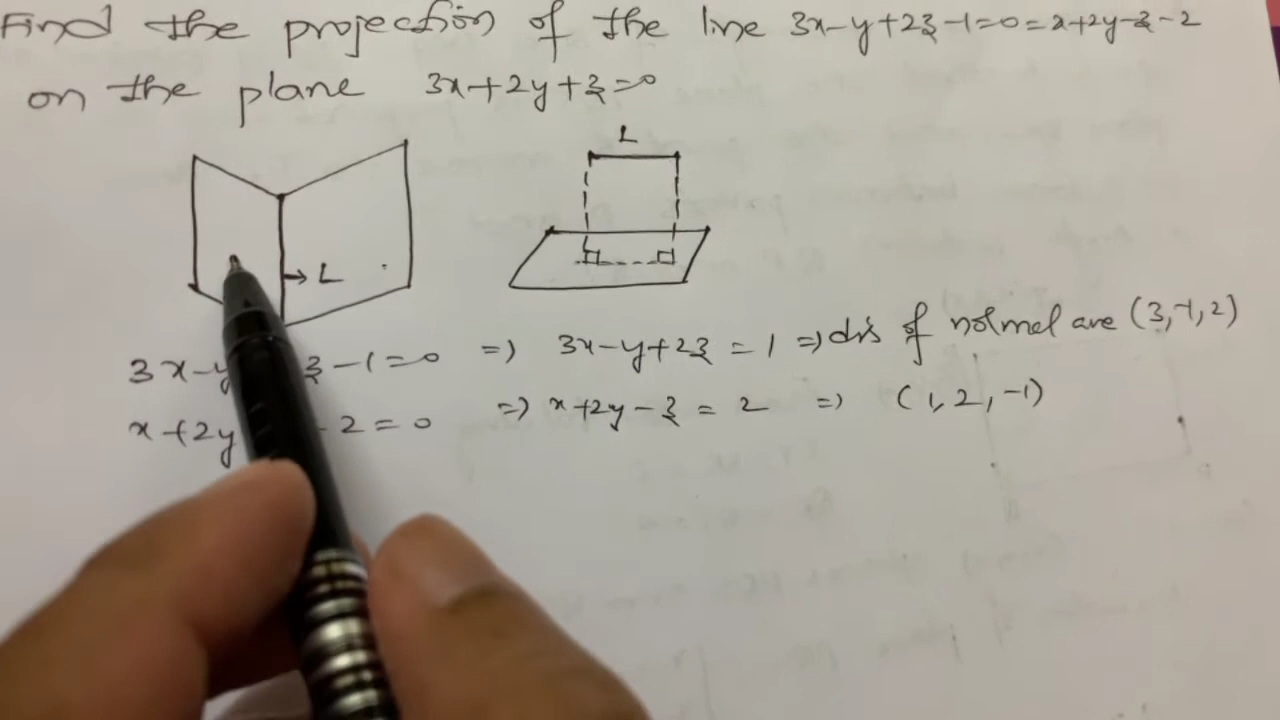 Find the projection of the line 3x-y+2z-1=0=x+2y-z-2
on the plane 3x+2y+z=0
L
L
3x-y z-1=0 => 3x-y+2z=1 => dr's of normal are (3,-1,2)
x+2y -2=0 => x+2y-z=2 => (1,2,-1)